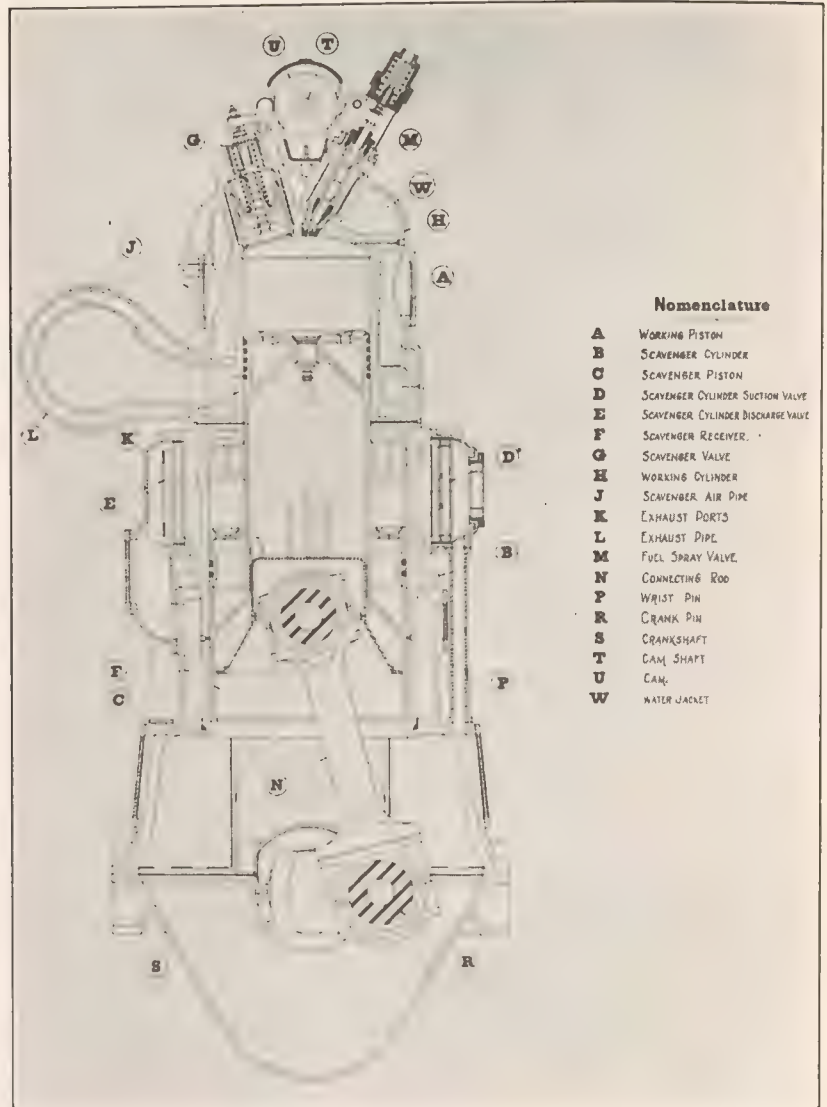 U T
G
M
W
H
J
A
L
K
D
E
B
F
P
C
N
S
R
Nomenclature
A WORKING PISTON
B SCAVENGER CYLINDER
C SCAVENGER PISTON
D SCAVENGER CYLINDER SUCTION VALVE
E SCAVENGER CYLINDER DISCHARGE VALVE
F SCAVENGER RECEIVER.
G SCAVENGER VALVE
H WORKING CYLINDER
J SCAVENGER AIR PIPE
K EXHAUST PORTS
L EXHAUST PIPE
M FUEL SPRAY VALVE.
N CONNECTING ROD
P WRIST PIN
R CRANK PIN
S CRANKSHAFT
T CAM SHAFT
U CAM.
W WATER JACKET